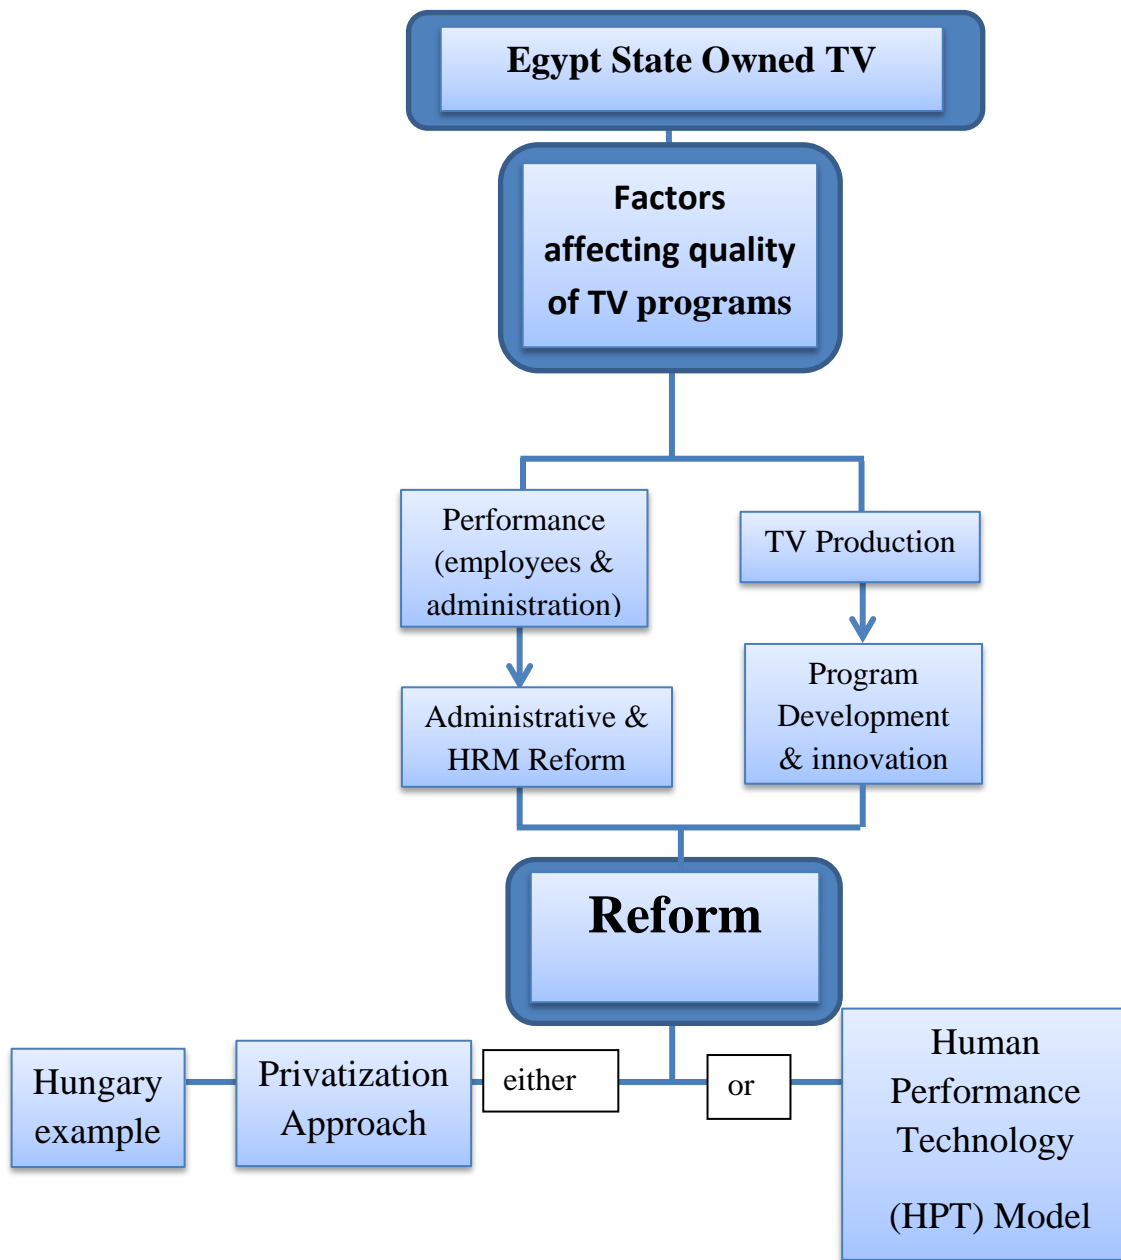 Egypt State Owned TV
Factors
affecting quality
of TV programs
Performance
(employees &
administration)
TV Production
Administrative &
HRM Reform
Program
Development
& innovation
Reform
Hungary
example
Privatization
Approach
either
or
Human
Performance
Technology
(HPT) Model